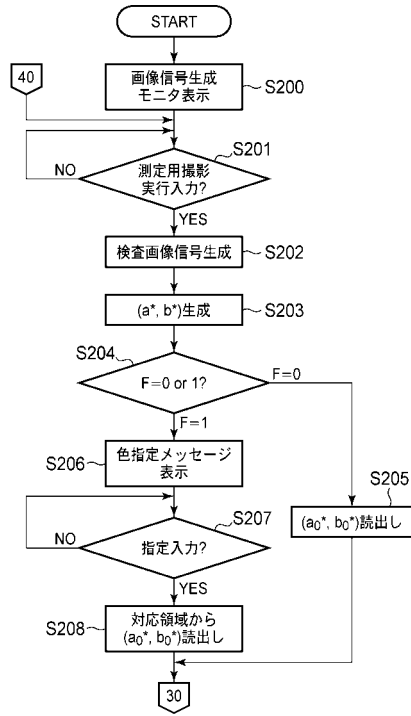 START
40
画像信号生成
モニタ表示
S200
S201
測定用撮影
実行入力?
NO
YES
検査画像信号生成
S202
(a*, b*)生成
S203
S204
F=0 or 1?
F=0
F=1
色指定メッセージ
表示
S206
S205
(a₀*, b₀*)読出し
S207
指定入力?
NO
YES
対応領域から
(a₀*, b₀*)読出し
S208
30